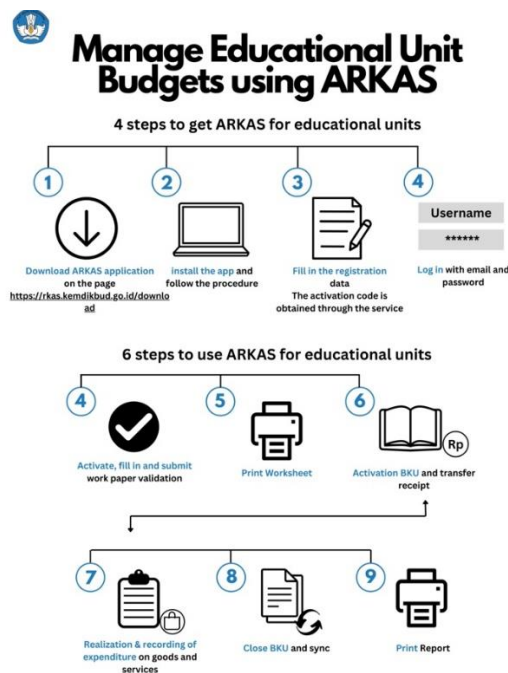 Manage Educational Unit
Budgets using ARKAS
4 steps to get ARKAS for educational units
1
2
3
4
Username
******
Download ARKAS application
on the page
https://rkas.kemdikbud.go.id/downlo
ad
install the app and
follow the procedure
Fill in the registration
data
The activation code is
obtained through the service
Log in with email and
password
6 steps to use ARKAS for educational units
4
5
6
Rp
Activate, fill in and submit
work paper validation
Print Worksheet
Activation BKU and transfer
receipt
7
8
9
Realization & recording of
expenditure on goods and
services
Close BKU and sync
Print Report